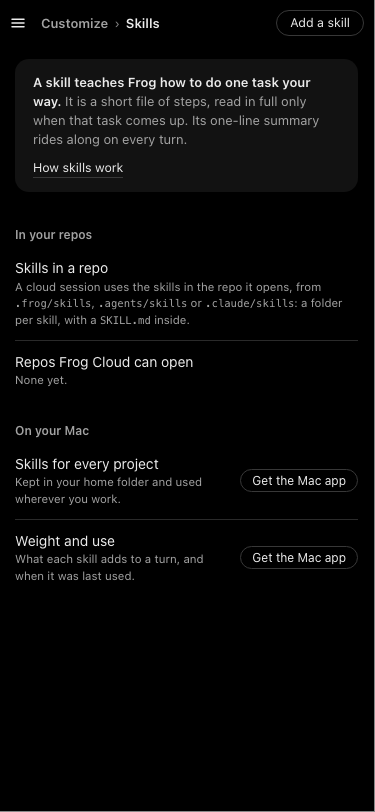 Customize › Skills
Add a skill
A skill teaches Frog how to do one task your
way. It is a short file of steps, read in full only
when that task comes up. Its one-line summary
rides along on every turn.
How skills work
In your repos
Skills in a repo
A cloud session uses the skills in the repo it opens, from
.frog/skills, .agents/skills or .claude/skills: a folder
per skill, with a SKILL.md inside.
Repos Frog Cloud can open
None yet.
On your Mac
Skills for every project
Kept in your home folder and used
wherever you work.
Get the Mac app
Weight and use
What each skill adds to a turn, and
when it was last used.
Get the Mac app